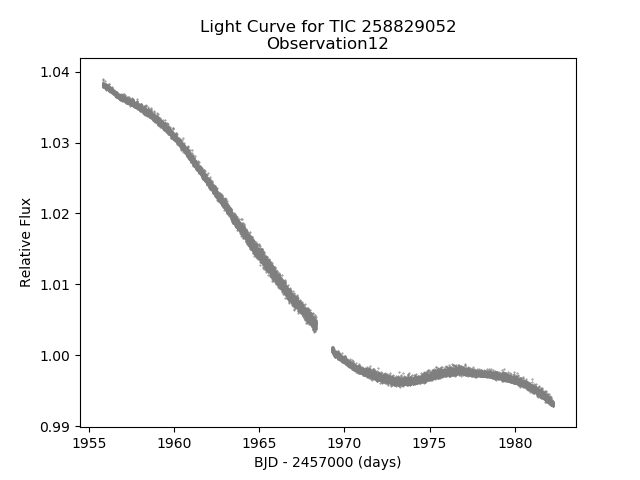 Light Curve for TIC 258829052
Observation12
1.04
1.03
1.02
1.01
1.00
0.99
Relative Flux
1955 1960 1965 1970 1975 1980
BJD - 2457000 (days)